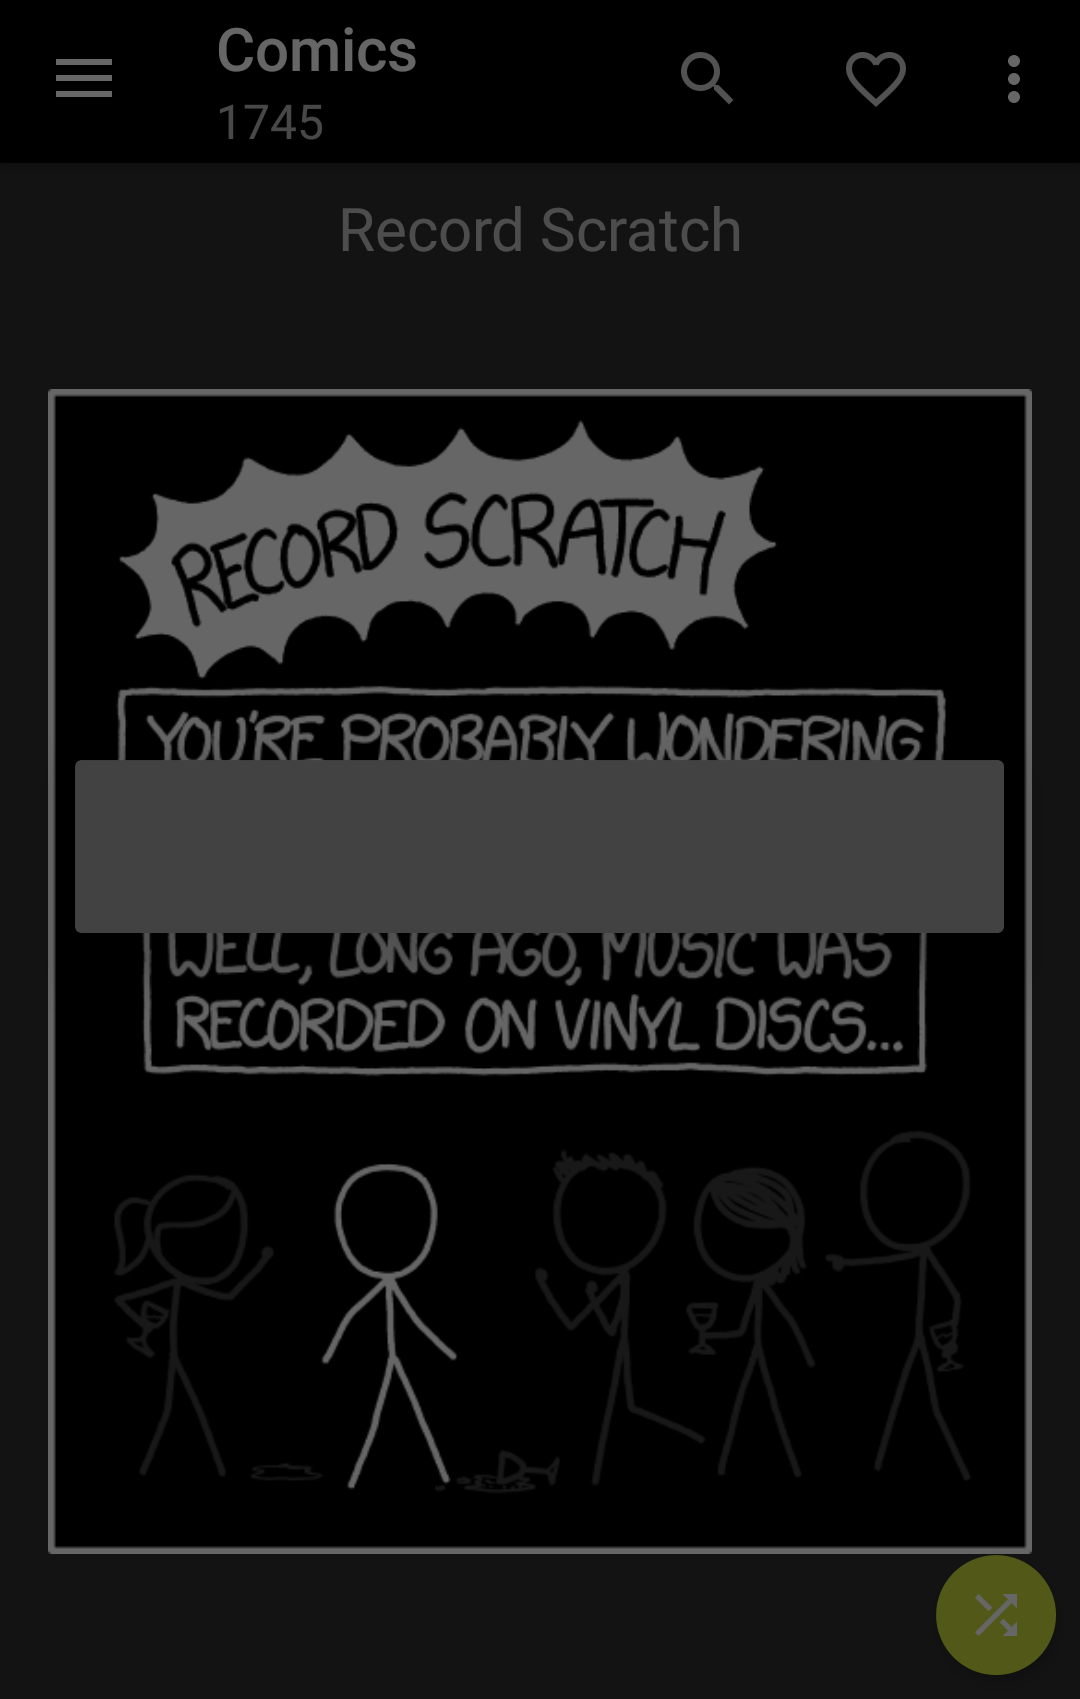 Comics
1745
Record Scratch
RECORD SCRATCH
YOU'RE PROBABLY WONDERING
WELL, LONG AGO, MUSIC WAS
RECORDED ON VINYL DISCS...